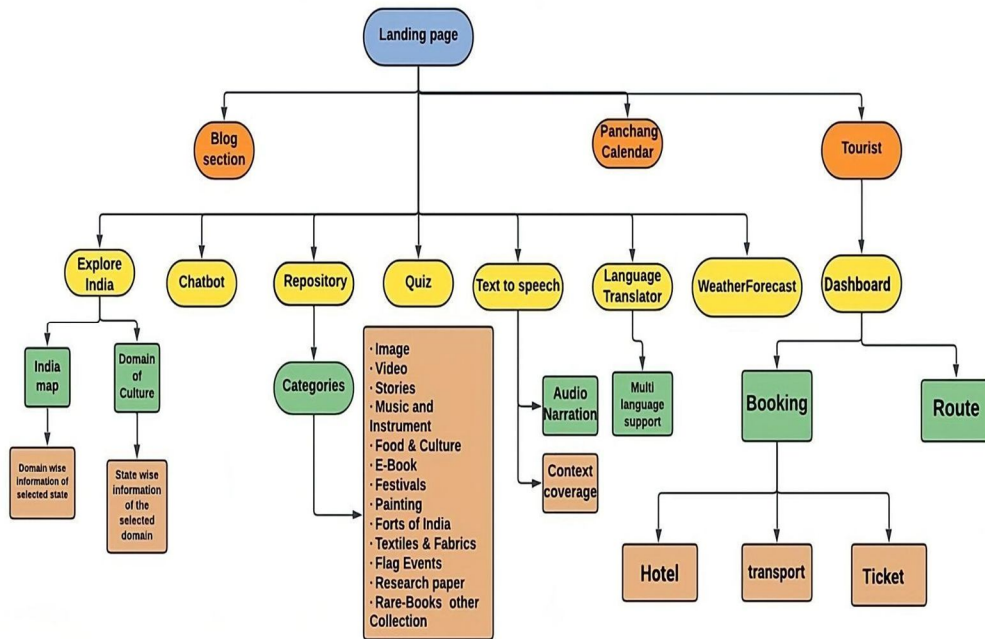 Landing page
Blog
section
Panchang
Calendar
Tourist
Explore
India
Chatbot
Repository
Quiz
Text to speech
Language
Translator
WeatherForecast
Dashboard
India
map
Domain
of
Culture
Categories
· Image
· Video
· Stories
· Music and
Instrument
· Food & Culture
· E-Book
· Festivals
· Painting
· Forts of India
· Textiles & Fabrics
· Flag Events
· Research paper
· Rare-Books other
Collection
Audio
Narration
Multi
language
support
Booking
Route
Domain wise
information of
selected state
State wise
information
of the
selected
domain
Context
coverage
Hotel
transport
Ticket